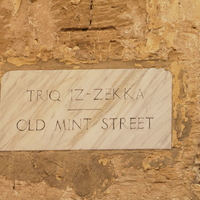 TRIQ IZ-ZEKKA
OLD MINT STREET